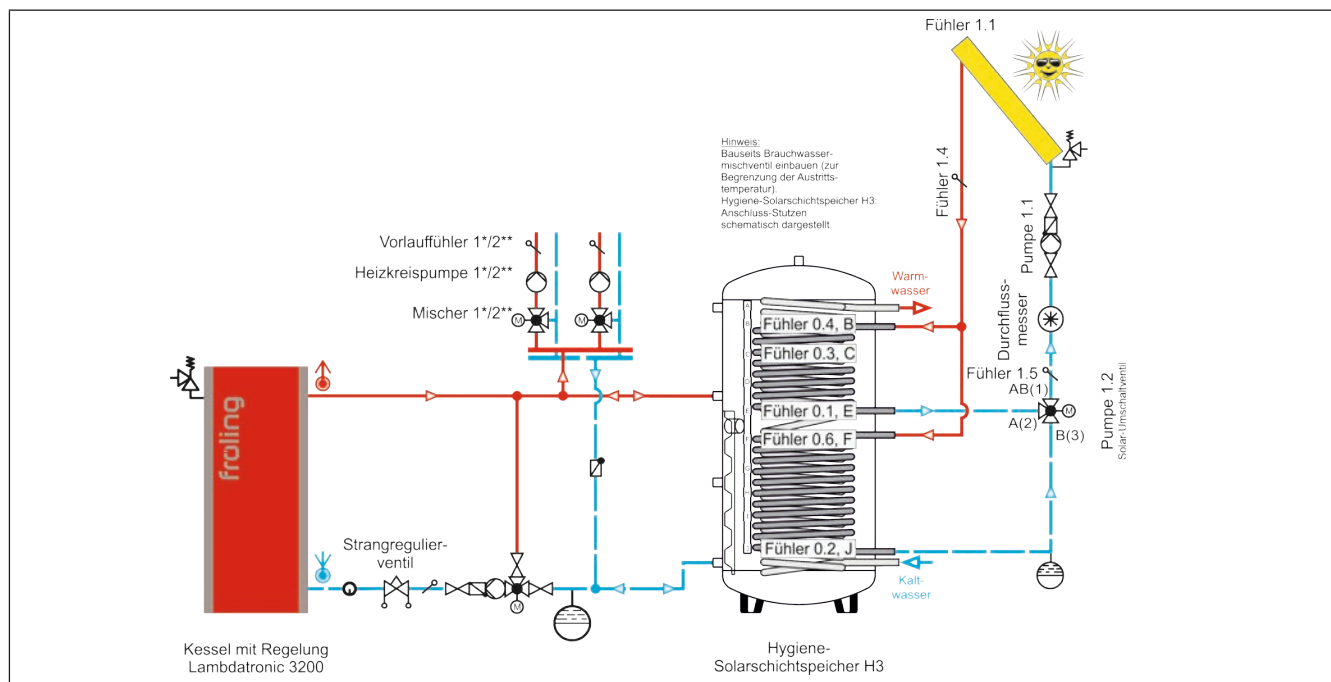 Fühler 1.1
Hinweis:
Bauseits Brauchwasser-
mischventil einbauen (zur
Begrenzung der Austritts-
temperatur).
Hygiene-Solarschichtspeicher H3:
Anschluss-Stutzen
schematisch dargestellt.
Fühler 1.4
Pumpe 1.1
Vorlauffühler 1*/2**
Heizkreispumpe 1*/2**
Mischer 1*/2**
M
M
Warm-
wasser
Durchfluss-
messer
A
B
Fühler 0.4, B
C
Fühler 0.3, C
D
Fühler 1.5
AB(1)
E
Fühler 0.1, E
A(2)
M
B(3)
Pumpe 1.2
Solar-Umschaltventil
F
Fühler 0.6, F
G
H
I
Fühler 0.2, J
Kalt-
wasser
froling
Strangregulier-
ventil
M
Kessel mit Regelung
Lambdatronic 3200
Hygiene-
Solarschichtspeicher H3